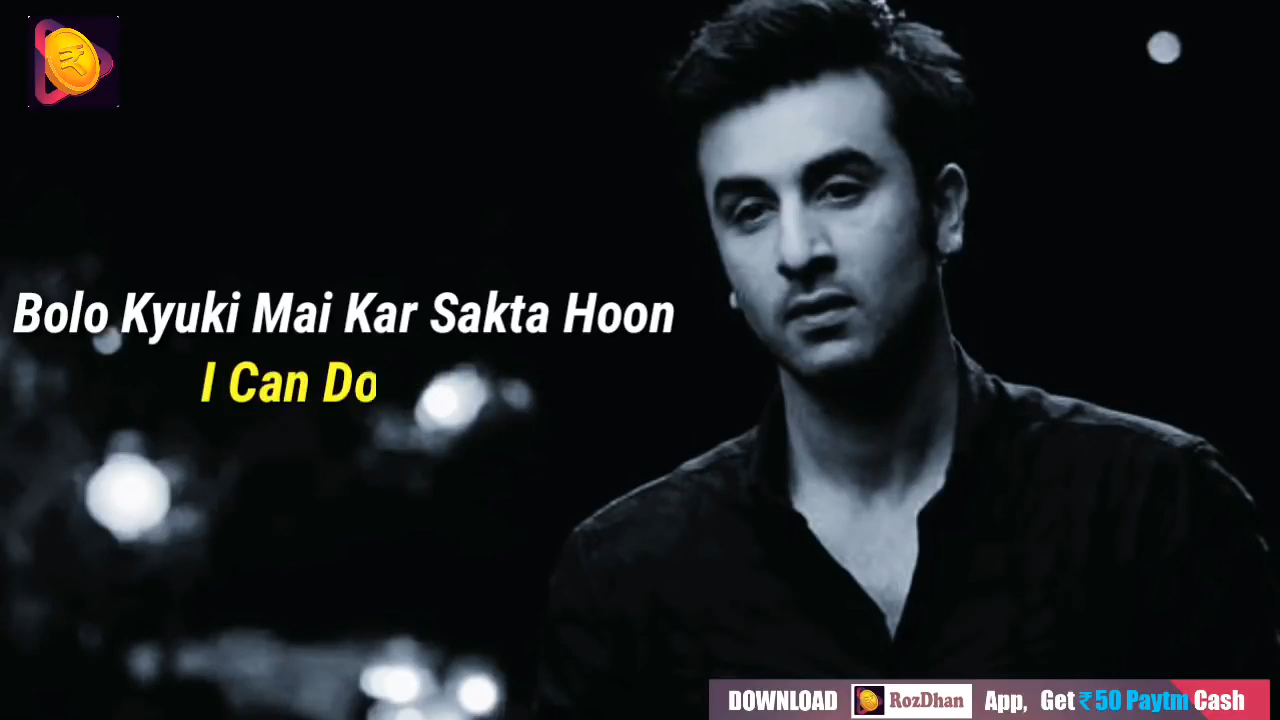 Bolo Kyuki Mai Kar Sakta Hoon
I Can Do
DOWNLOAD RozDhan App, Get ₹ 50 Paytm Cash